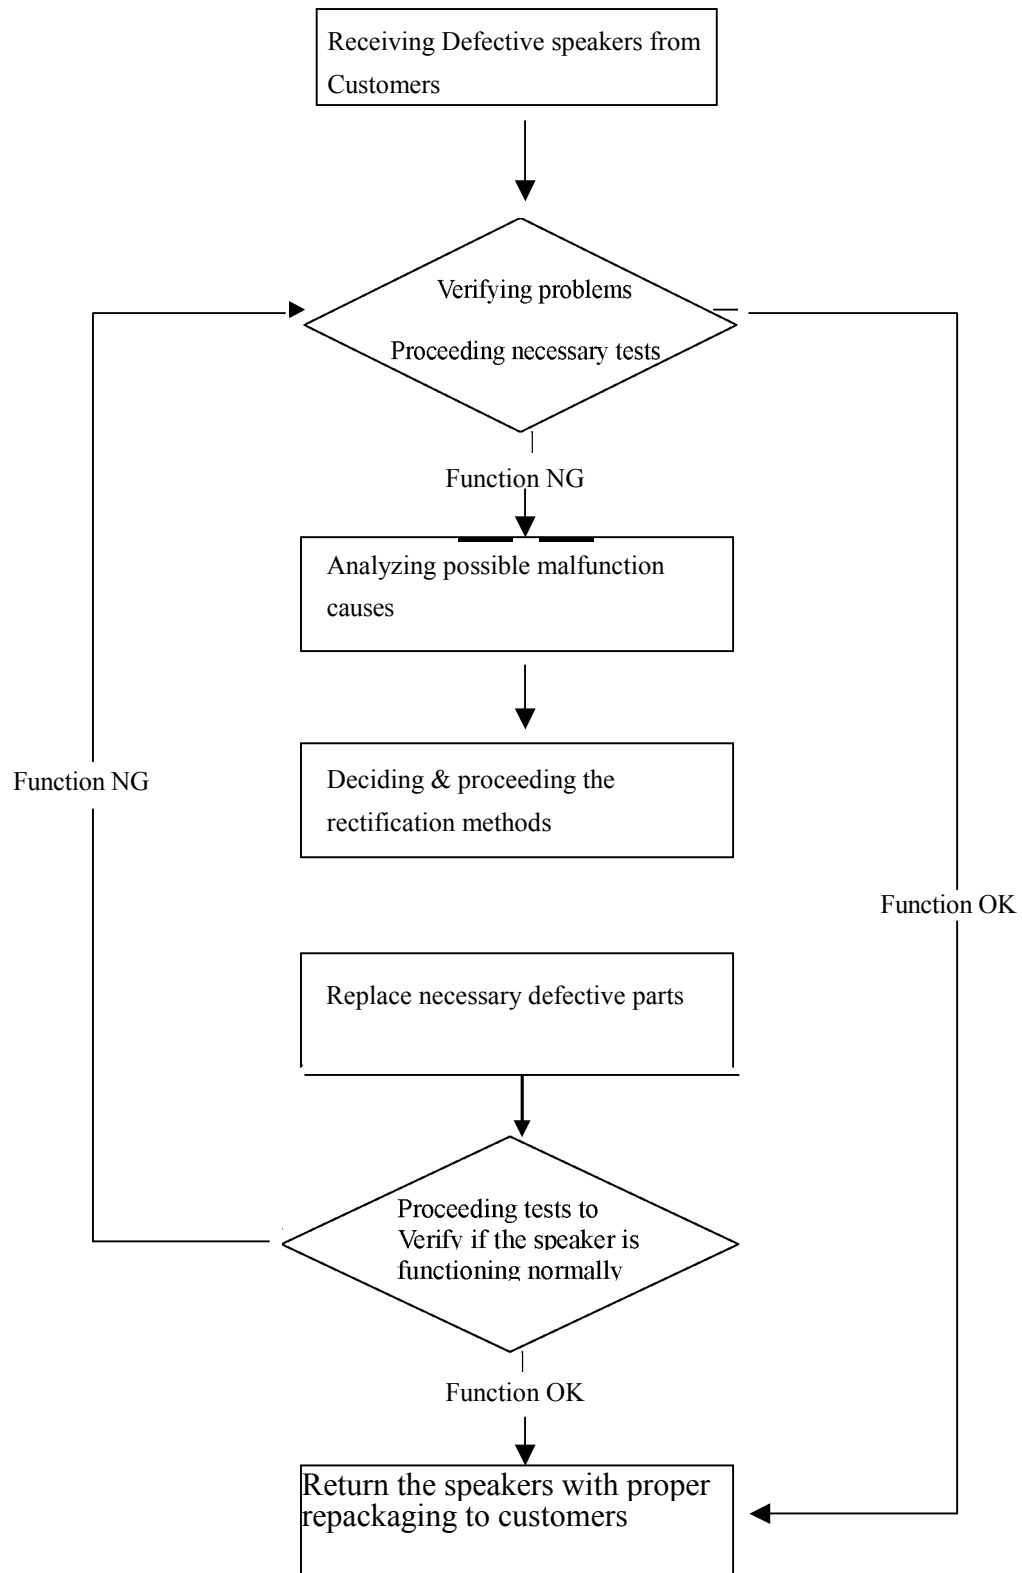 Receiving Defective speakers from
Customers
Verifying problems
Proceeding necessary tests
Function NG
Analyzing possible malfunction
causes
Deciding & proceeding the
rectification methods
Function NG
Function OK
Replace necessary defective parts
Proceeding tests to
Verify if the speaker is
functioning normally
Function OK
Return the speakers with proper
repackaging to customers